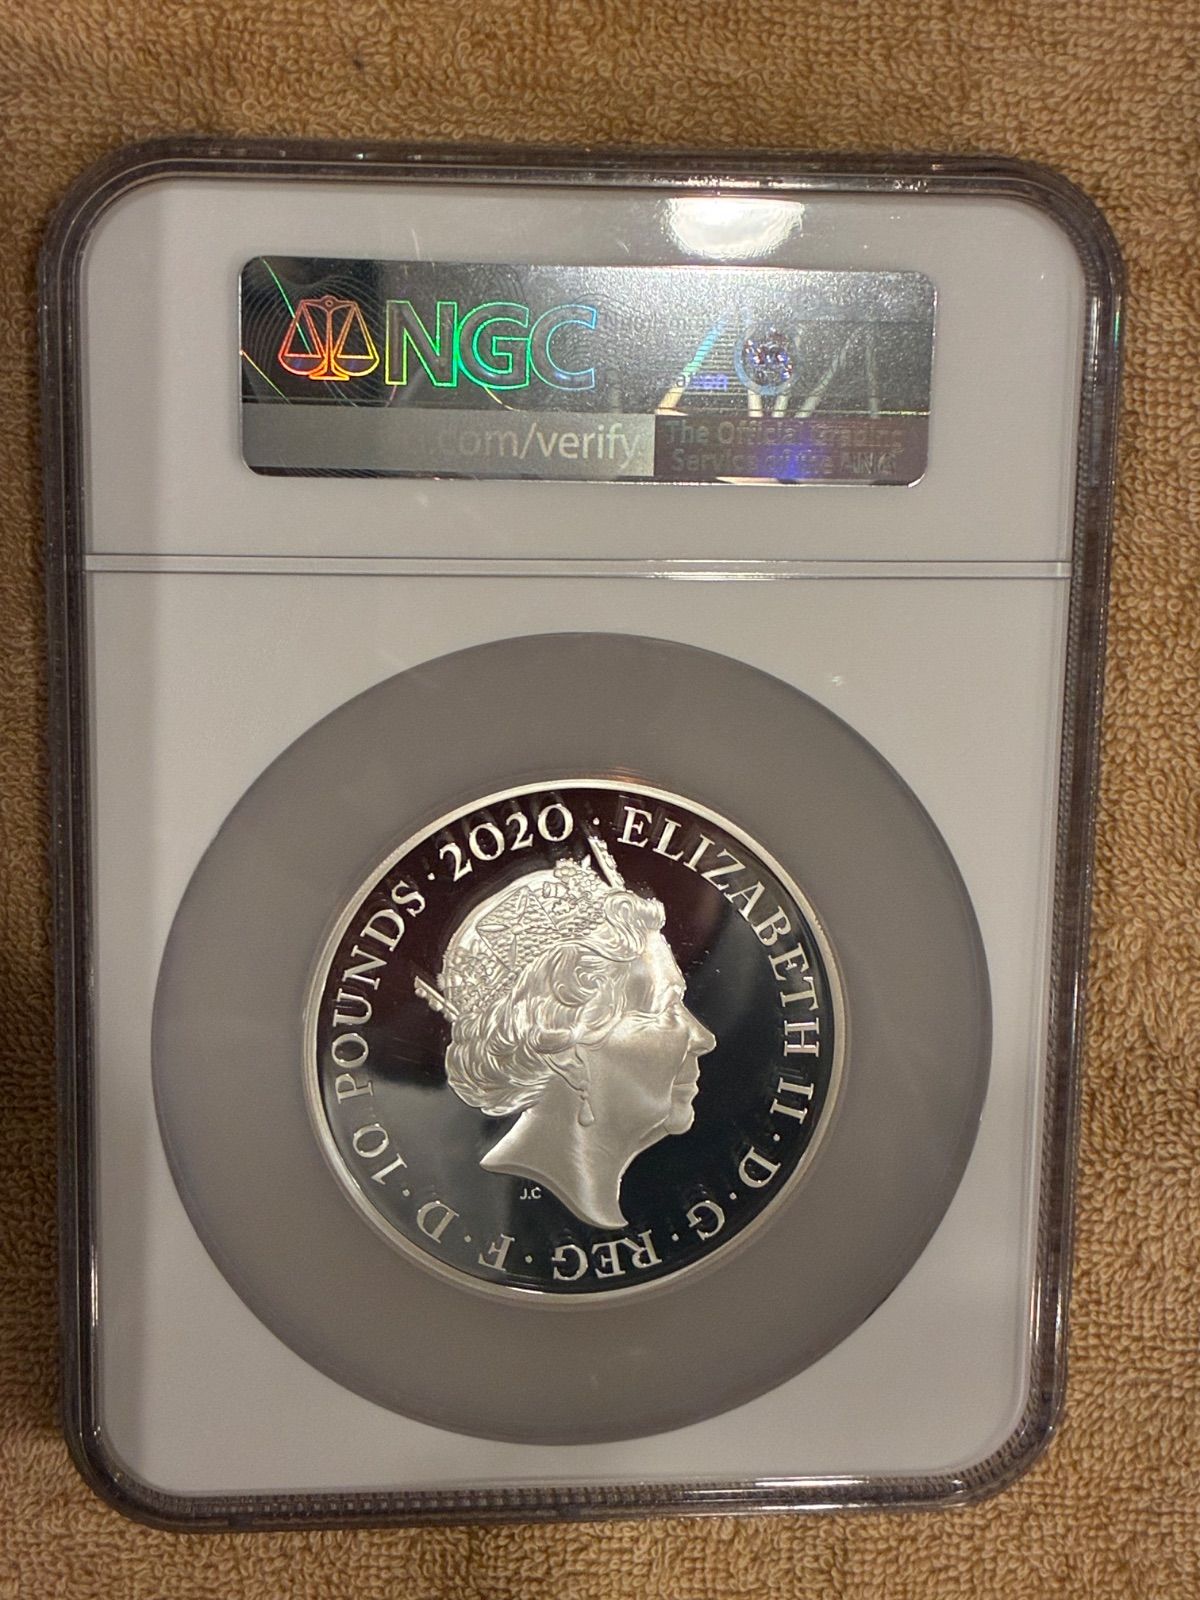 NGC
.com/verify
The Official Grading
Service of the ANA
ELIZABETH II · D · G · REG · F · D · 10 POUNDS · 2020 ·
J.C